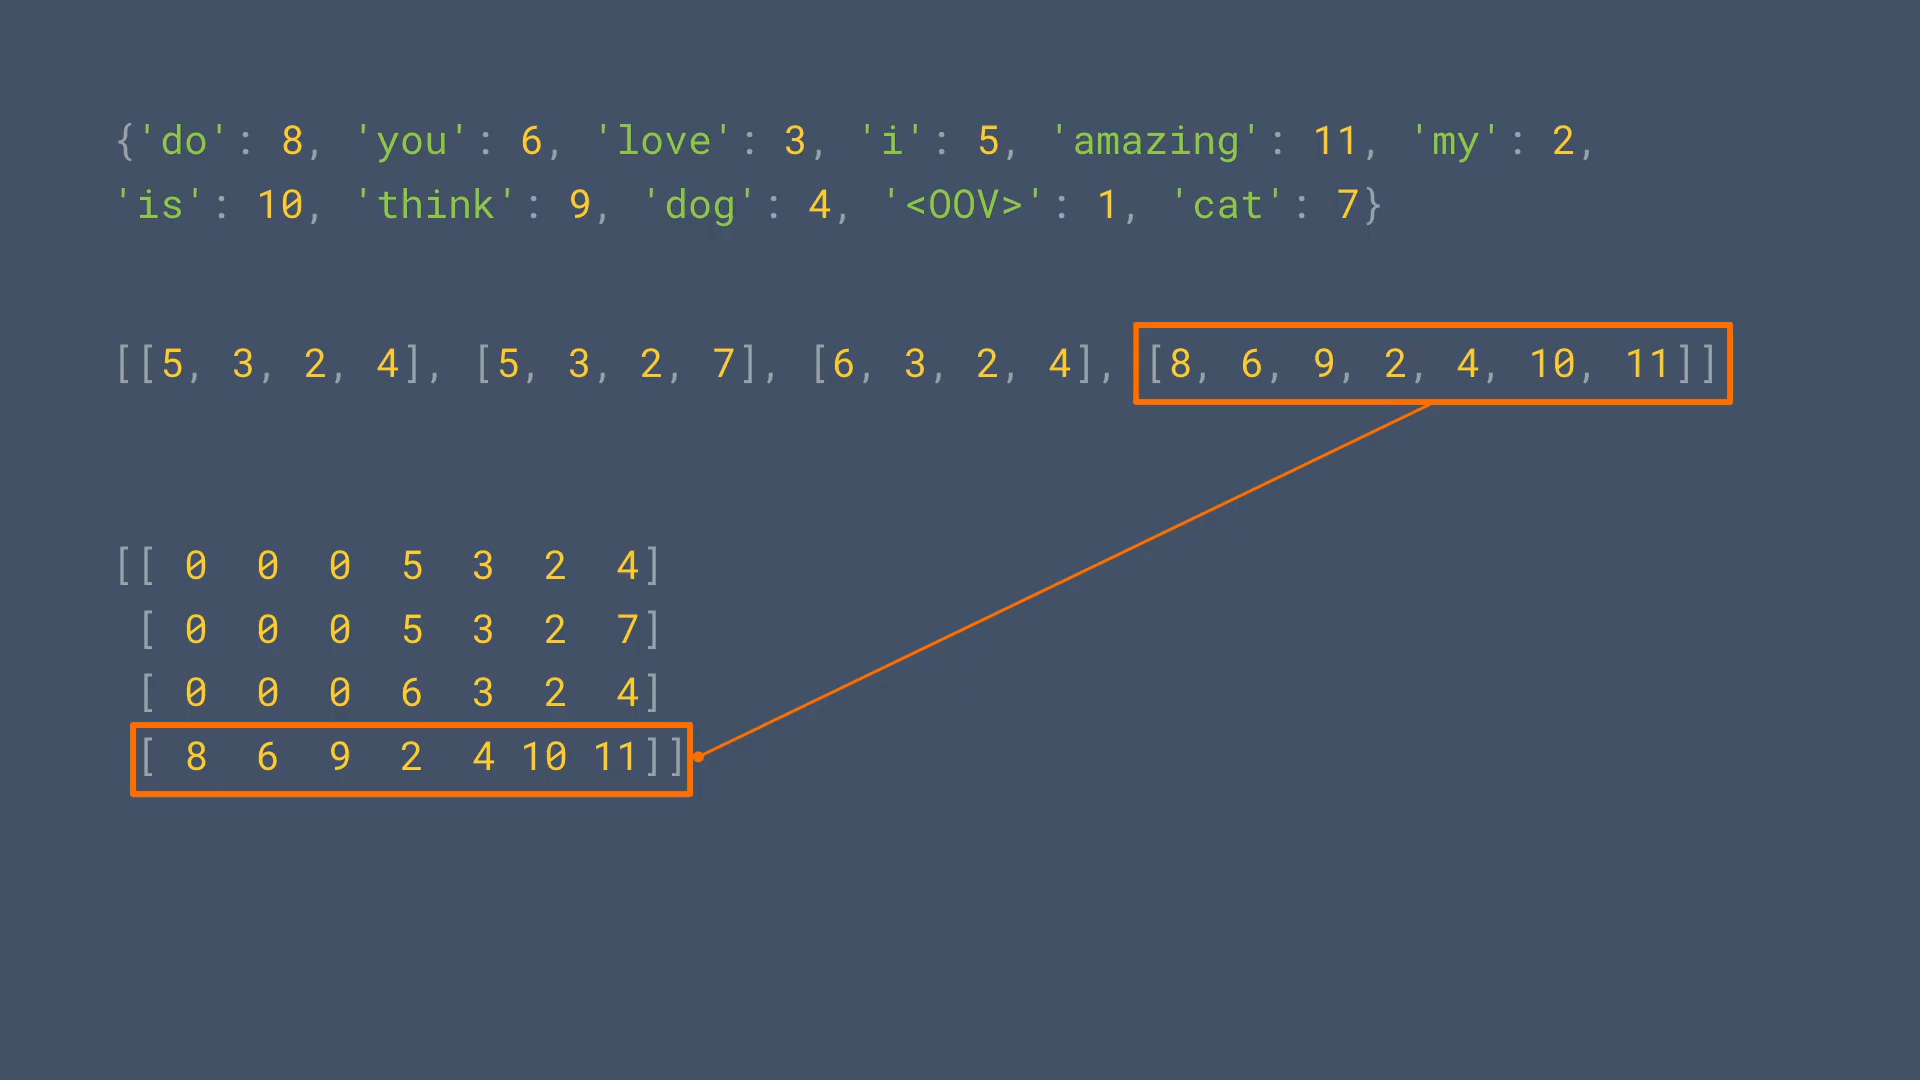 {'do': 8, 'you': 6, 'love': 3, 'i': 5, 'amazing': 11, 'my': 2,
'is': 10, 'think': 9, 'dog': 4, '<OOV>': 1, 'cat': 7}
[[5, 3, 2, 4], [5, 3, 2, 7], [6, 3, 2, 4], [8, 6, 9, 2, 4, 10, 11]]
[[ 0 0 0 5 3 2 4]
[ 0 0 0 5 3 2 7]
[ 0 0 0 6 3 2 4]
[ 8 6 9 2 4 10 11]]